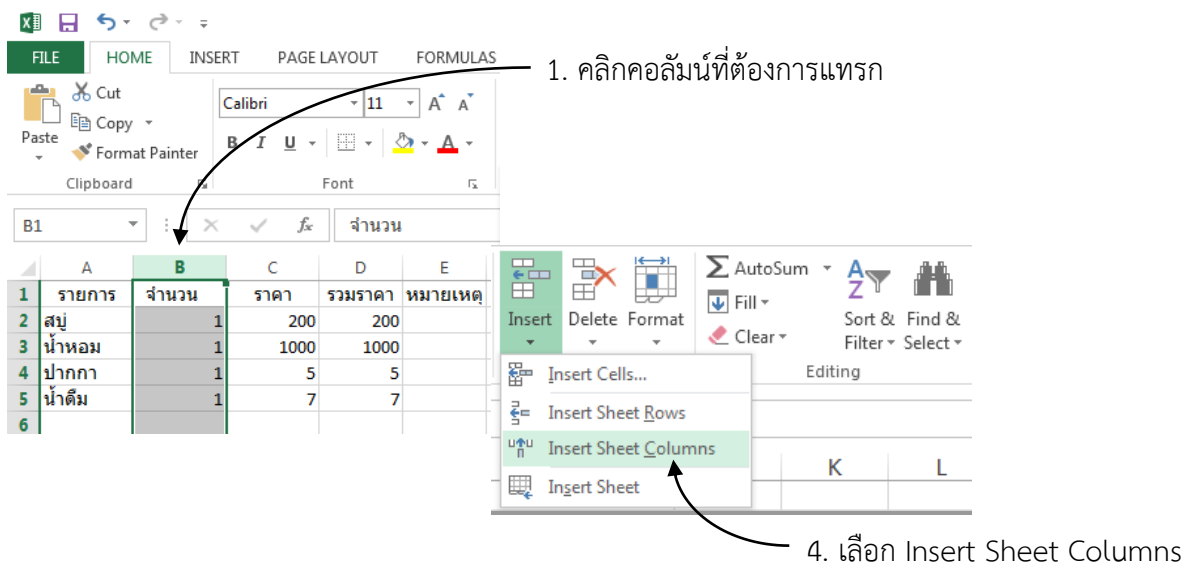 FILE HOME INSERT PAGE LAYOUT FORMULAS
1. คลิกคอลัมน์ที่ต้องการแทรก
Cut
Copy
Format Painter
Paste
Clipboard
Calibri 11 A A
B I U A
Font
B1 fx จำนวน
A B C D E
1 รายการ จำนวน ราคา รวมราคา หมายเหตุ
2 สบู่ 1 200 200
3 น้ำหอม 1 1000 1000
4 ปากกา 1 5 5
5 น้ำดื่ม 1 7 7
6
Insert Delete Format
AutoSum
Fill
Clear
Sort & Filter
Find & Select
Editing
Insert Cells...
Insert Sheet Rows
Insert Sheet Columns
Insert Sheet
K L
4. เลือก Insert Sheet Columns